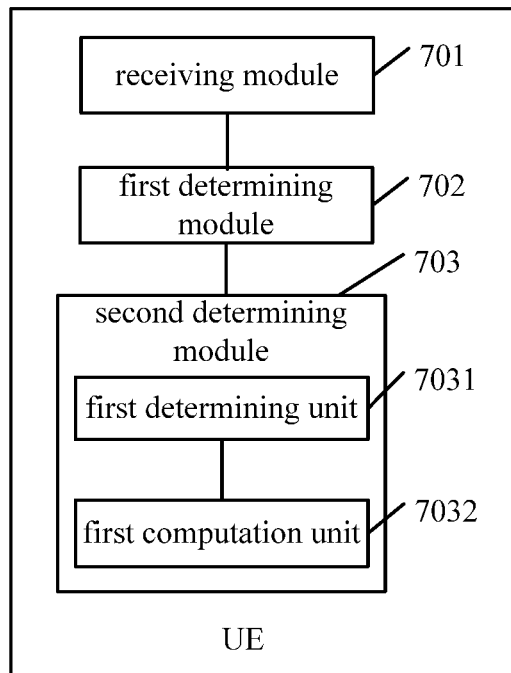 receiving module
701
first determining
module
702
703
second determining
module
first determining unit
7031
first computation unit
7032
UE